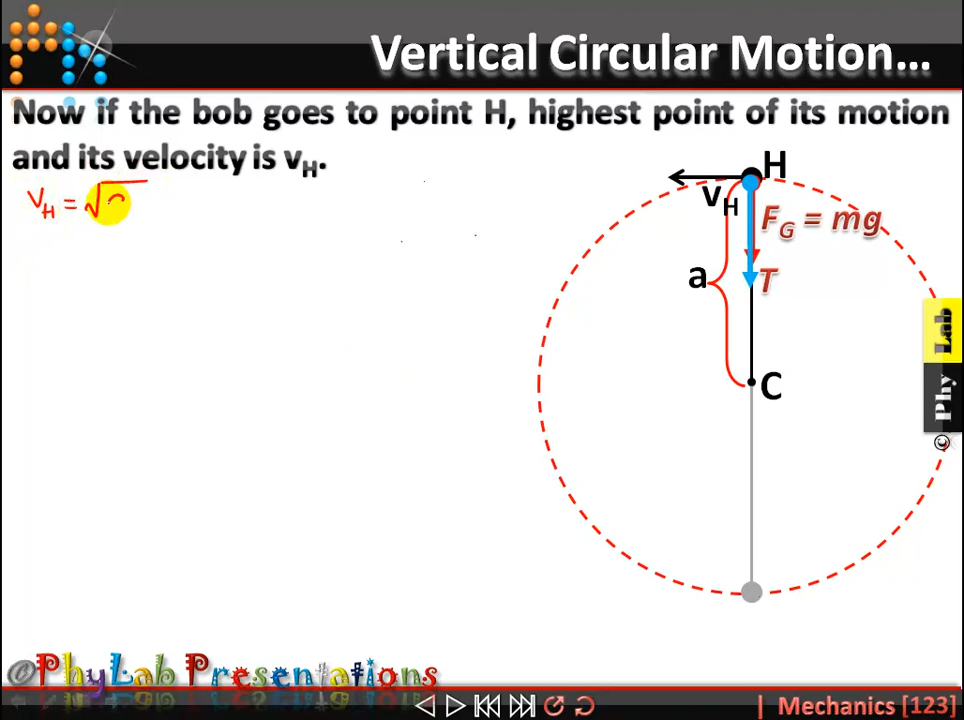 Vertical Circular Motion...
Now if the bob goes to point H, highest point of its motion
and its velocity is vH.
vH = √
H
vH
FG = mg
a
T
C
© Phy Lab
©PhyLab Presentations
| Mechanics [123]